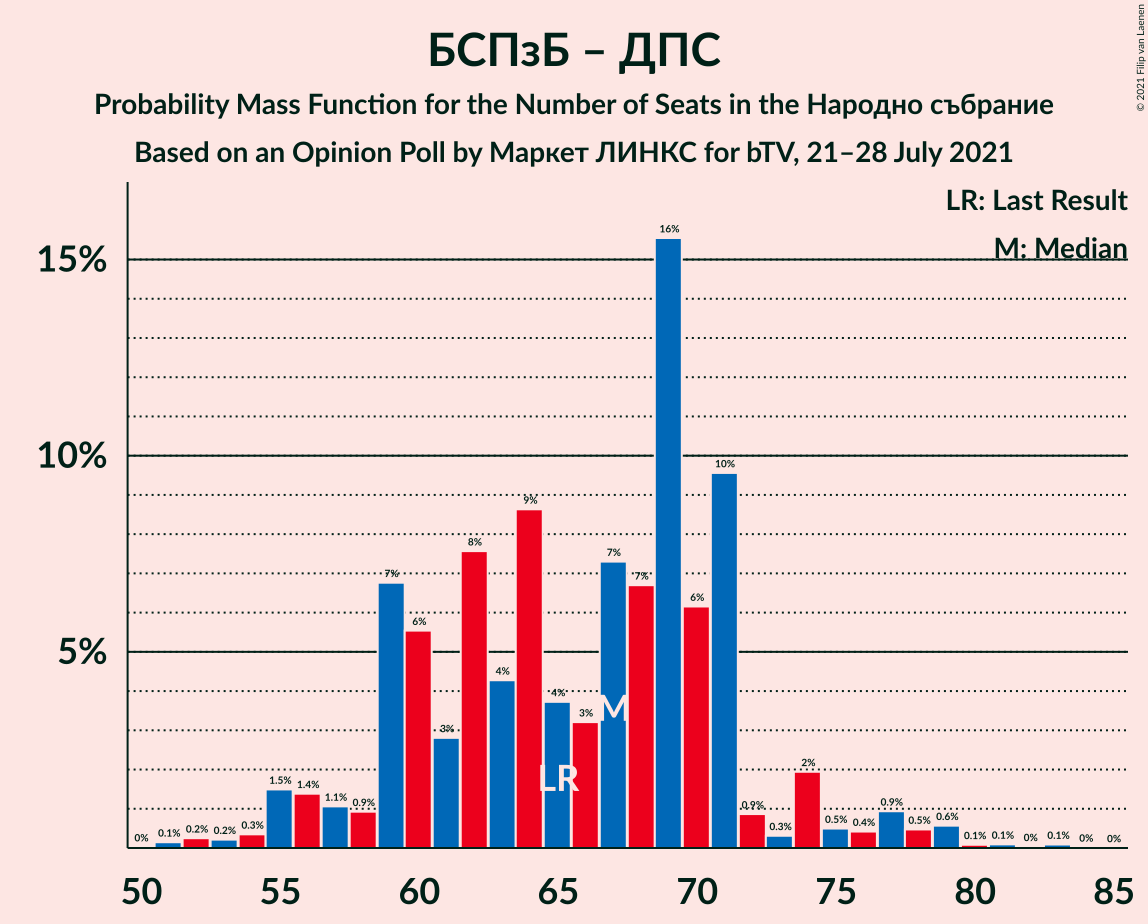 БСПзБ – ДПС
Probability Mass Function for the Number of Seats in the Народно събрание
Based on an Opinion Poll by Маркет ЛИНКС for bTV, 21–28 July 2021
© 2021 Filip van Laenen
LR: Last Result
M: Median
15%
10%
5%
0% 0.1% 0.2% 0.2% 0.3% 1.5% 1.4% 1.1% 0.9% 7% 6% 3% 8% 4% 9% 4% 3% 7% 7% 16% 6% 10% 0.9% 0.3% 2% 0.5% 0.4% 0.9% 0.5% 0.6% 0.1% 0.1% 0% 0.1% 0% 0%
M
LR
50 55 60 65 70 75 80 85